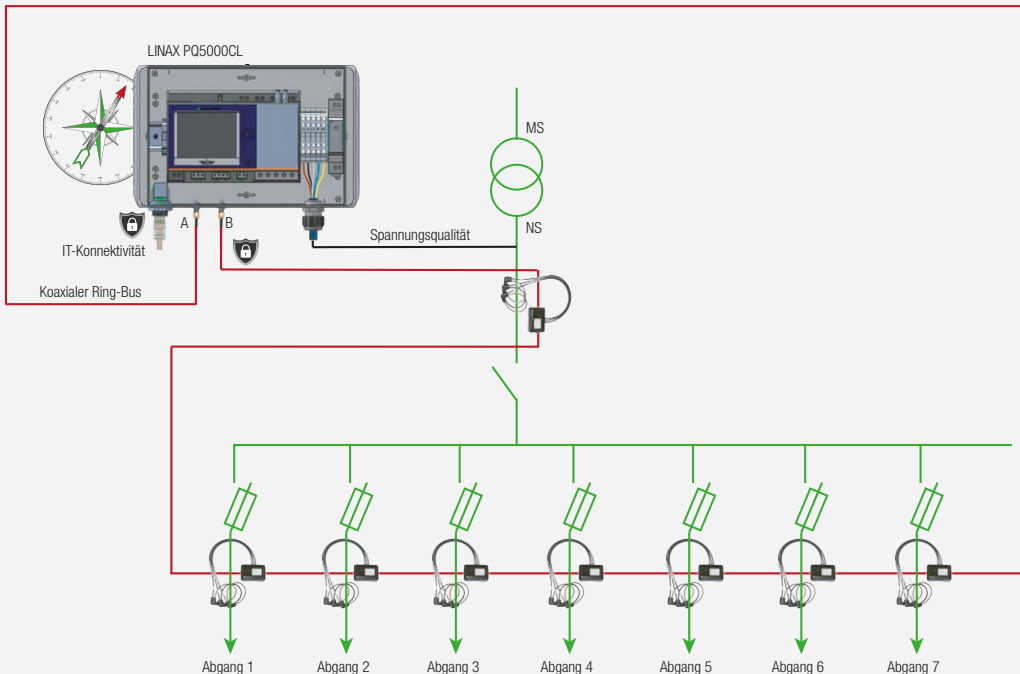 LINAX PQ5000CL
MS
NS
A
B
Spannungsqualität
IT-Konnektivität
Koaxialer Ring-Bus
Abgang 1
Abgang 2
Abgang 3
Abgang 4
Abgang 5
Abgang 6
Abgang 7